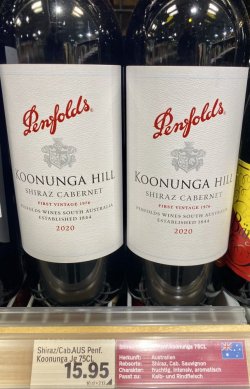 Penfolds
KOONUNGA HILL
SHIRAZ CABERNET
FIRST VINTAGE 1976
PENFOLDS WINES SOUTH AUSTRALIA
ESTABLISHED 1844
2020
Penfolds
KOONUNGA HILL
SHIRAZ CABERNET
FIRST VINTAGE 1976
PENFOLDS WINES SOUTH AUSTRALIA
ESTABLISHED 1844
2020
Shiraz/Cab.AUS Penf.
Koonunga 75CL
15.95
Koonunga 75CL
Herkunft: Australien
Rebsorte: Shiraz, Cab. Sauvignon
Charakter: fruchtig, intensiv, aromatisch
Passt zu: Kalb- und Rindfleisch